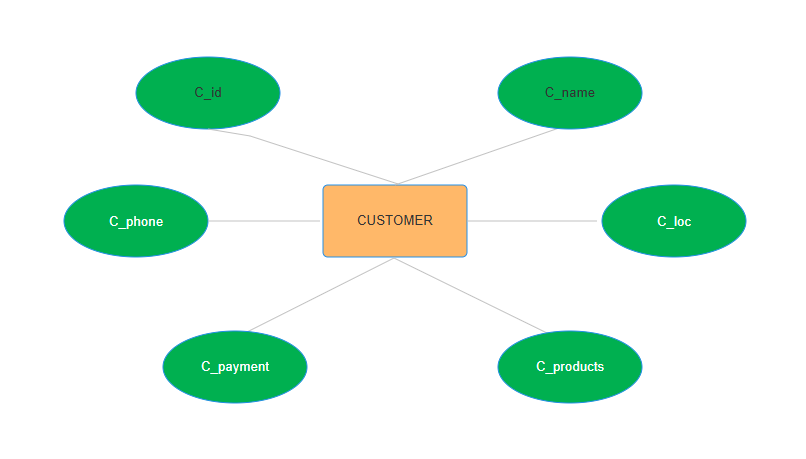 C_id
C_name
C_phone
CUSTOMER
C_loc
C_payment
C_products